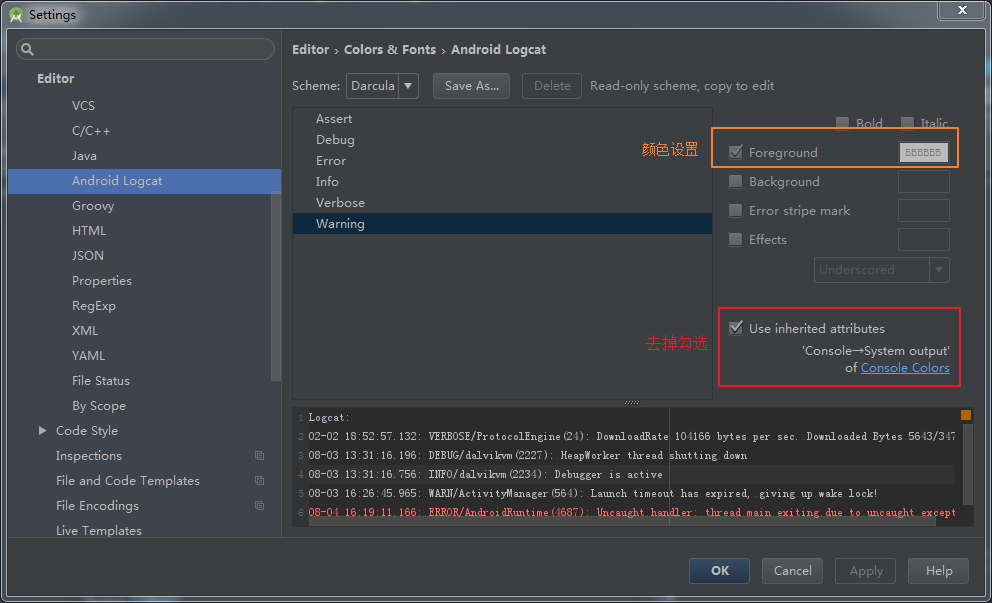 Settings
Editor
VCS
C/C++
Java
Android Logcat
Groovy
HTML
JSON
Properties
RegExp
XML
YAML
File Status
By Scope
Code Style
Inspections
File and Code Templates
File Encodings
Live Templates
Editor › Colors & Fonts › Android Logcat
Scheme: Darcula Save As... Delete Read-only scheme, copy to edit
Assert
Debug
Error
Info
Verbose
Warning
Bold Italic
颜色设置 Foreground BBBBBB
Background
Error stripe mark
Effects
Underscored
去掉勾选 Use inherited attributes
'Console→System output'
of Console Colors
1 Logcat:
2 02-02 18:52:57.132: VERBOSE/ProtocolEngine(24): DownloadRate 104166 bytes per sec. Downloaded Bytes 5643/347
3 08-03 13:31:16.196: DEBUG/dalvikvm(2227): HeapWorker thread shutting down
4 08-03 13:31:16.756: INFO/dalvikvm(2234): Debugger is active
5 08-03 16:26:45.965: WARN/ActivityManager(564): Launch timeout has expired, giving up wake lock!
6 08-04 16:19:11.166: ERROR/AndroidRuntime(4687): Uncaught handler: thread main exiting due to uncaught except
OK Cancel Apply Help